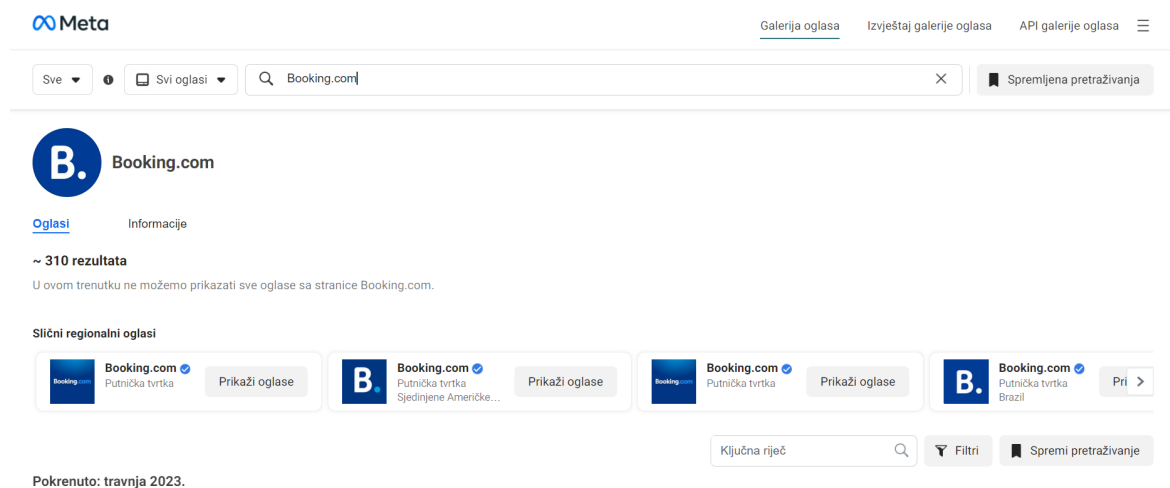 Meta
Galerija oglasa Izvještaj galerije oglasa API galerije oglasa
Sve Svi oglasi Booking.com Spremljena pretraživanja
B. Booking.com
Oglasi Informacije
~ 310 rezultata
U ovom trenutku ne možemo prikazati sve oglase sa stranice Booking.com.
Slični regionalni oglasi
Booking.com Booking.com Putnička tvrtka Prikaži oglase
B. Booking.com Putnička tvrtka Sjedinjene Američke... Prikaži oglase
Booking.com Booking.com Putnička tvrtka Prikaži oglase
B. Booking.com Putnička tvrtka Brazil Pri
Ključna riječ Filtri Spremi pretraživanje
Pokrenuto: travnja 2023.